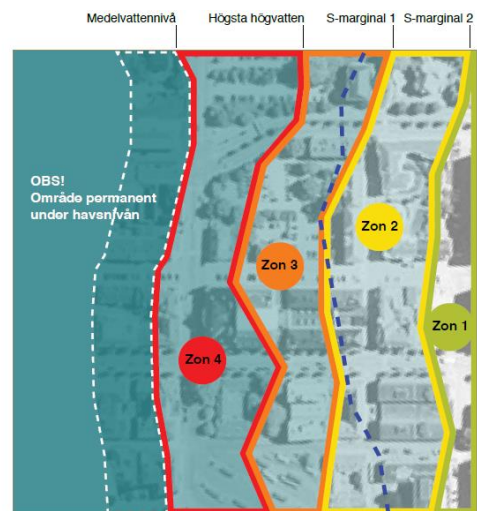 Medelvattennivå
Högsta högvatten
S-marginal 1
S-marginal 2
OBS!
Område permanent
under havsnivån
Zon 2
Zon 3
Zon 1
Zon 4